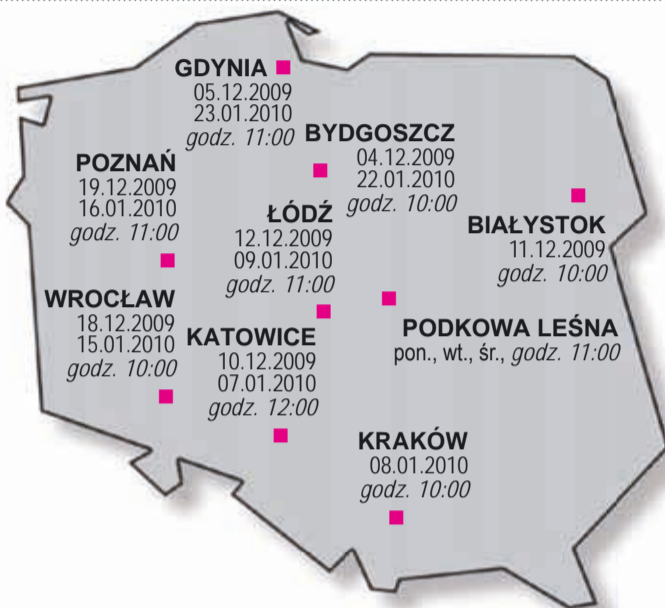 GDYNIA
05.12.2009
23.01.2010
godz. 11:00
BYDGOSZCZ
04.12.2009
22.01.2010
godz. 10:00
POZNAŃ
19.12.2009
16.01.2010
godz. 11:00
ŁÓDŹ
12.12.2009
09.01.2010
godz. 11:00
BIAŁYSTOK
11.12.2009
godz. 10:00
WROCŁAW
18.12.2009
15.01.2010
godz. 10:00
KATOWICE
10.12.2009
07.01.2010
godz. 12:00
PODKOWA LEŚNA
pon., wt., śr., godz. 11:00
KRAKÓW
08.01.2010
godz. 10:00